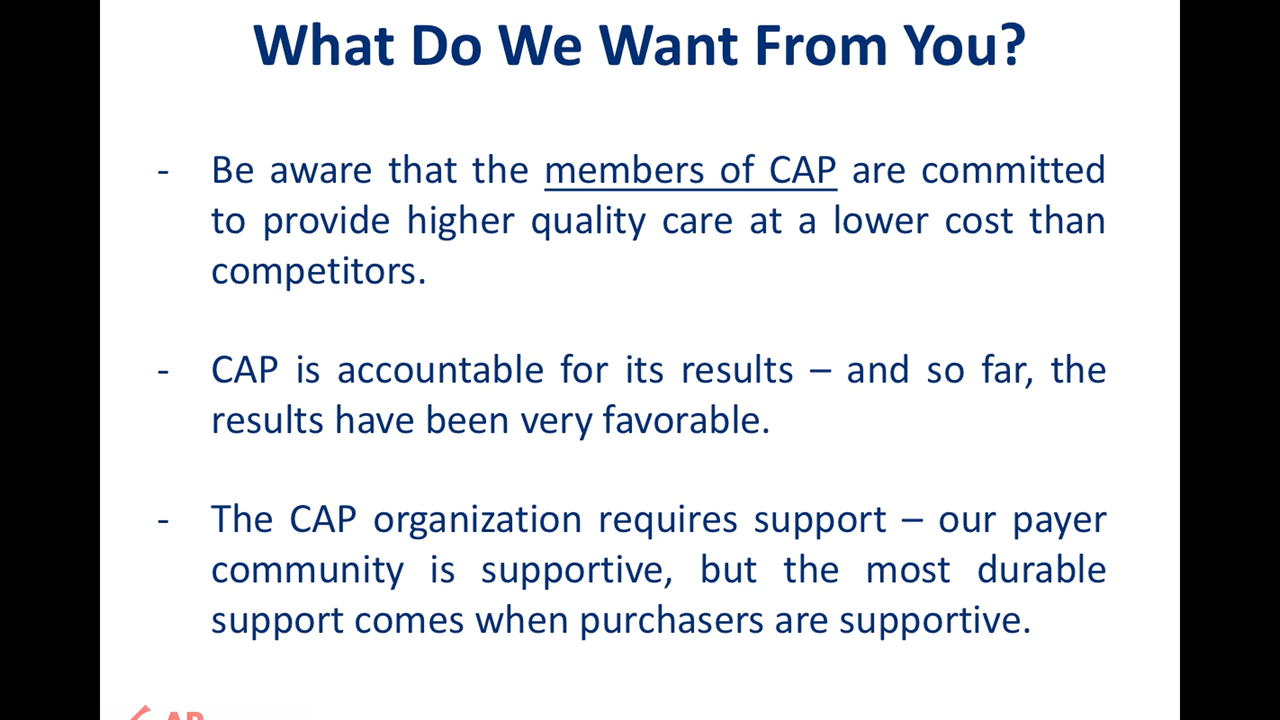 What Do We Want From You?
- Be aware that the members of CAP are committed
to provide higher quality care at a lower cost than
competitors.
- CAP is accountable for its results – and so far, the
results have been very favorable.
- The CAP organization requires support – our payer
community is supportive, but the most durable
support comes when purchasers are supportive.